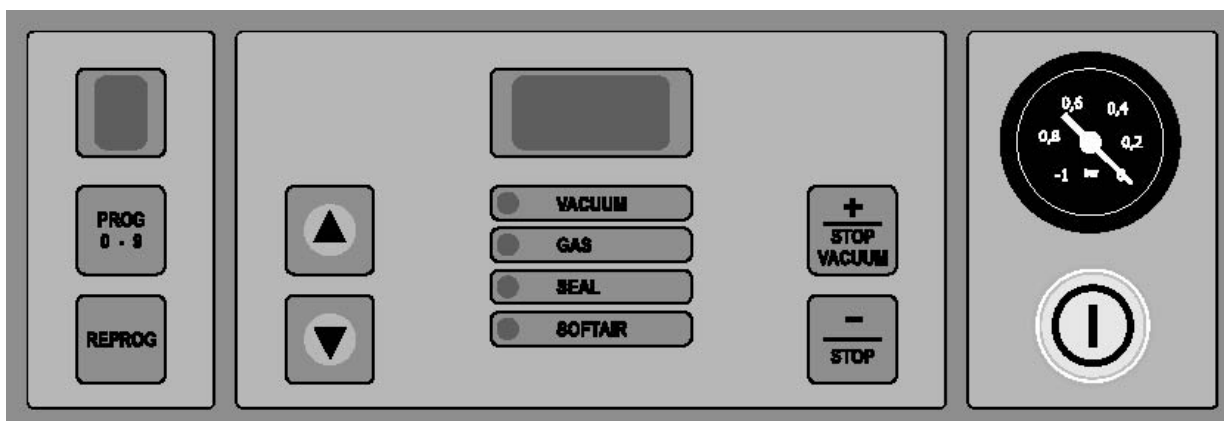 PROG
0 - 9
REPROG
VACUUM
GAS
SEAL
SOFTAIR
+
STOP
VACUUM
-
STOP
0,6 0,4
0,8 0,2
-1 bar 0